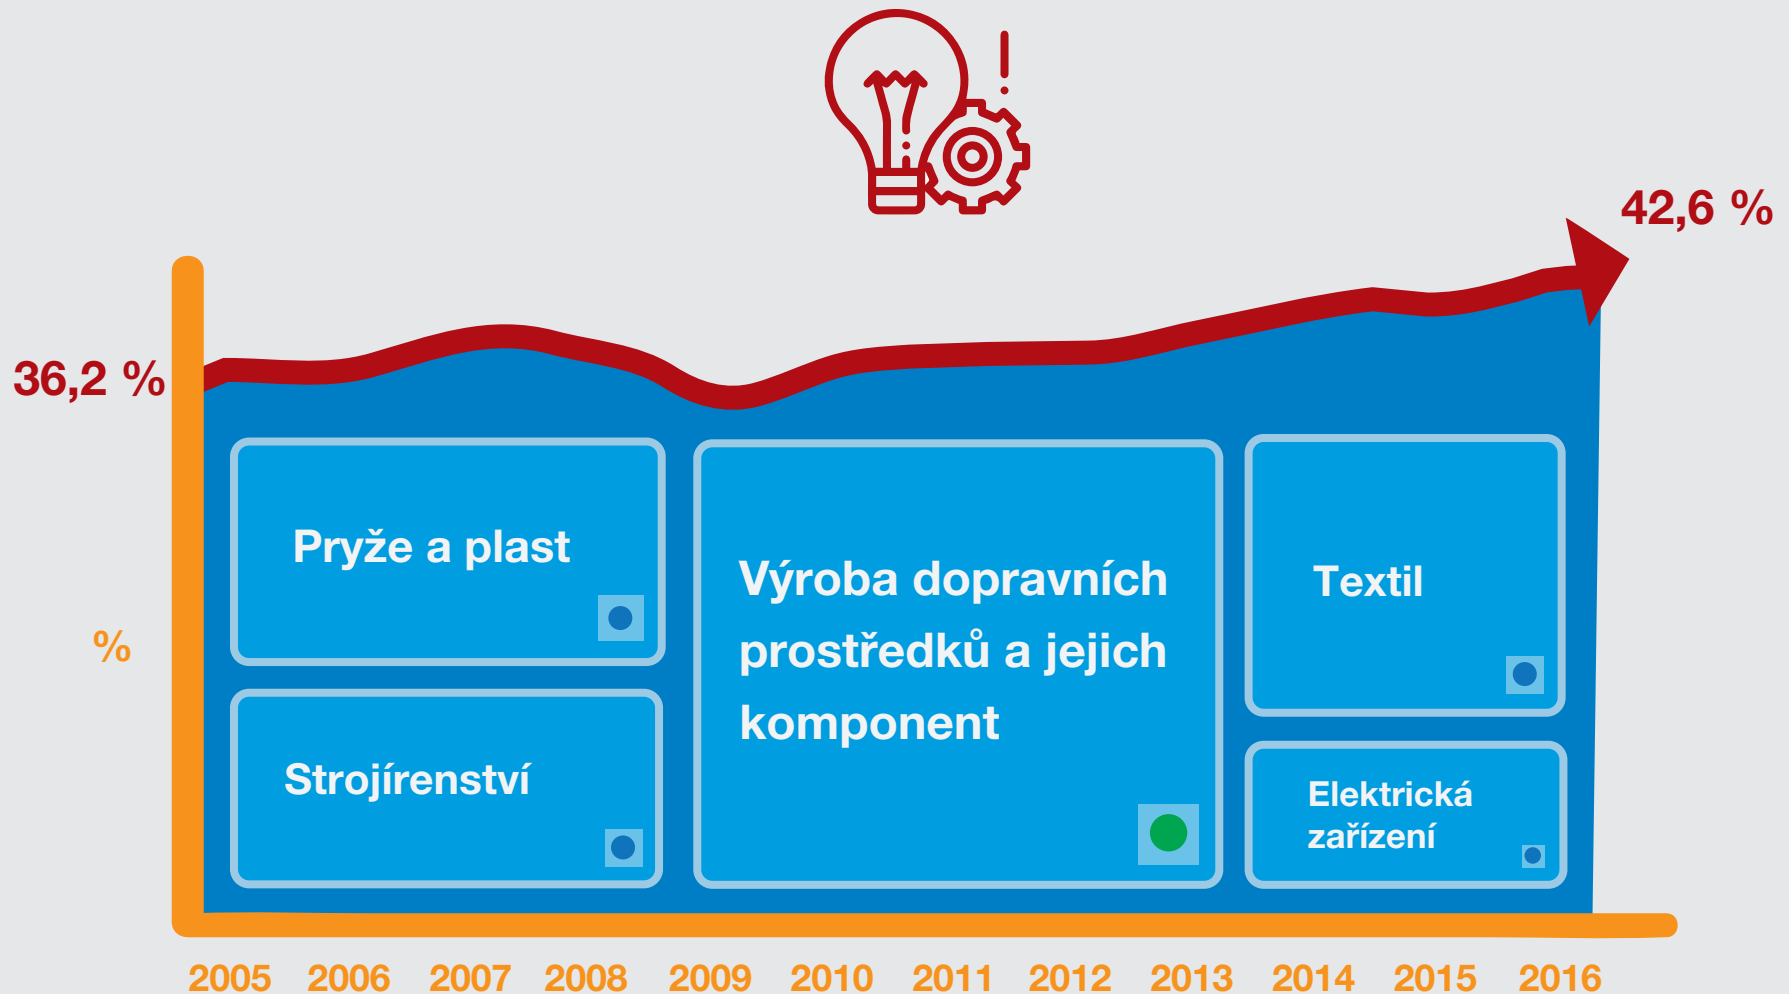 42,6 %
36,2 %
Pryže a plast
Výroba dopravních
prostředků a jejich
komponent
Textil
%
Strojírenství
Elektrická
zařízení
2005 2006 2007 2008 2009 2010 2011 2012 2013 2014 2015 2016